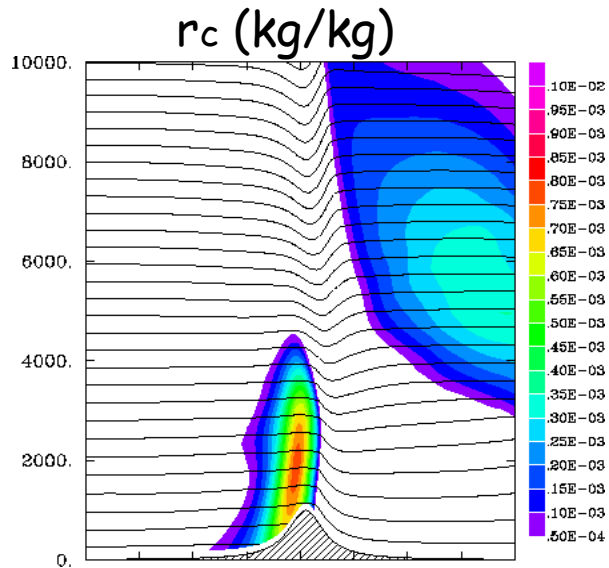 rc (kg/kg)
10000.
8000.
6000.
4000.
2000.
0.
.10E-02
.95E-03
.90E-03
.85E-03
.75E-03
.70E-03
.65E-03
.60E-03
.55E-03
.50E-03
.45E-03
.40E-03
.35E-03
.30E-03
.25E-03
.20E-03
.15E-03
.10E-03
.50E-04